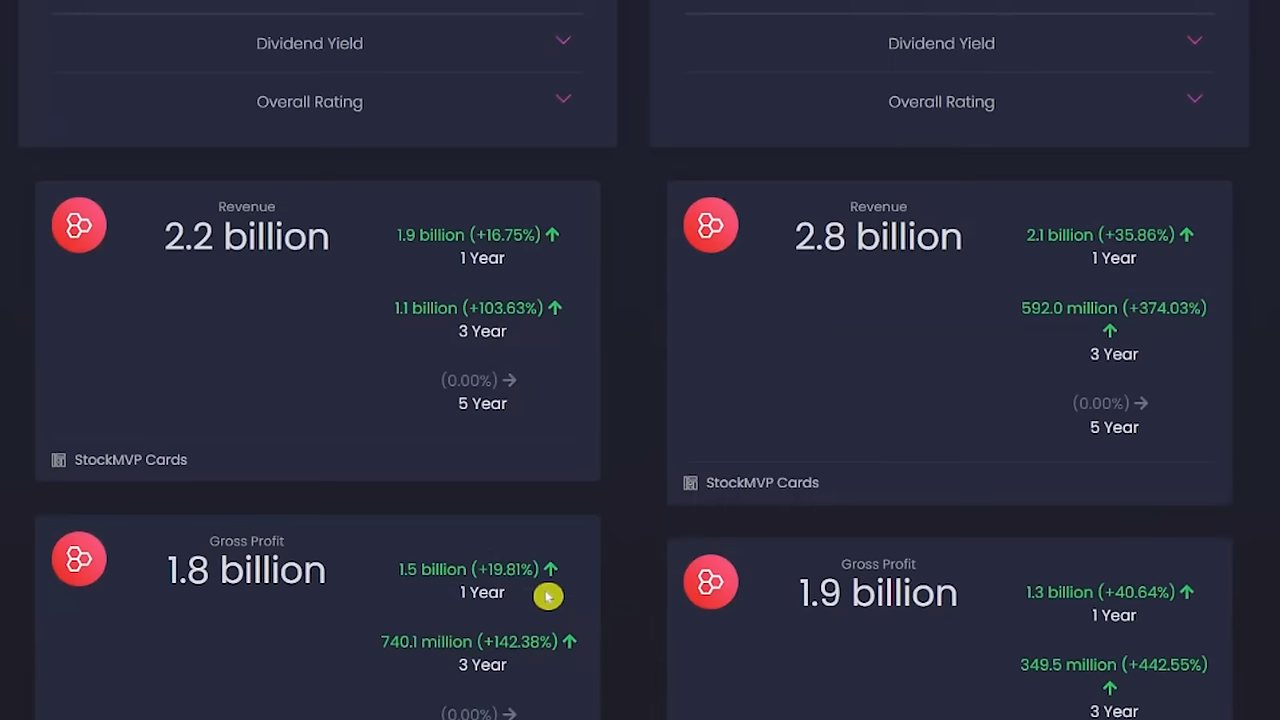 Dividend Yield
Overall Rating
Revenue
2.2 billion
1.9 billion (+16.75%) ↑
1 Year
1.1 billion (+103.63%) ↑
3 Year
(0.00%) →
5 Year
StockMVP Cards
Gross Profit
1.8 billion
1.5 billion (+19.81%) ↑
1 Year
740.1 million (+142.38%) ↑
3 Year
(0.00%) →
Dividend Yield
Overall Rating
Revenue
2.8 billion
2.1 billion (+35.86%) ↑
1 Year
592.0 million (+374.03%)
↑
3 Year
(0.00%) →
5 Year
StockMVP Cards
Gross Profit
1.9 billion
1.3 billion (+40.64%) ↑
1 Year
349.5 million (+442.55%)
↑
3 Year